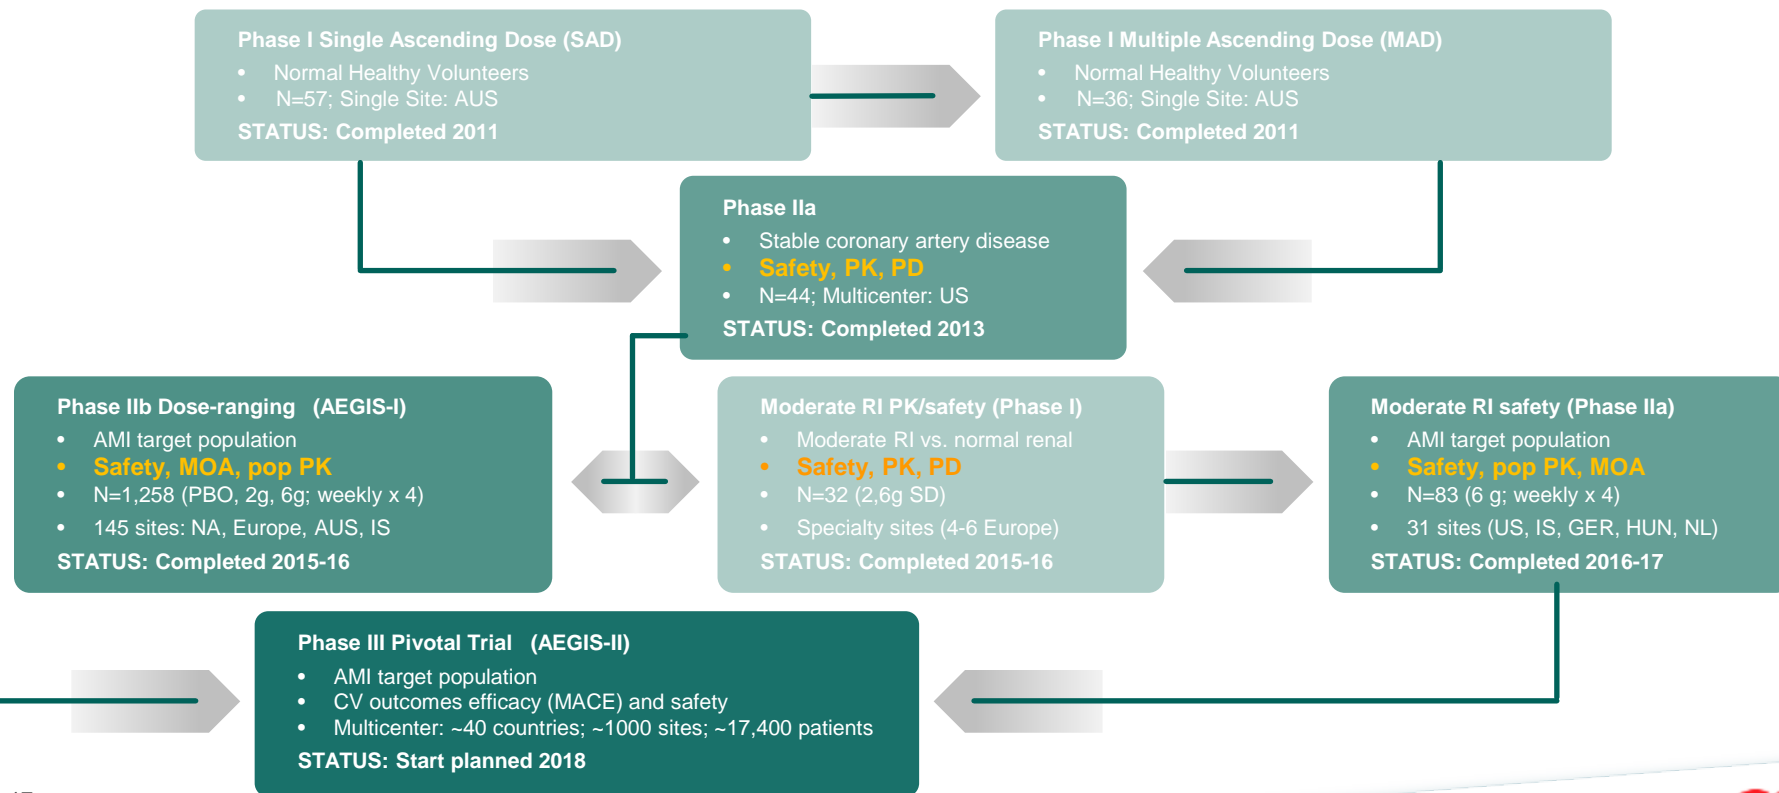 Phase I Single Ascending Dose (SAD)
• Normal Healthy Volunteers
• N=57; Single Site: AUS
STATUS: Completed 2011
Phase I Multiple Ascending Dose (MAD)
• Normal Healthy Volunteers
• N=36; Single Site: AUS
STATUS: Completed 2011
Phase IIa
• Stable coronary artery disease
• Safety, PK, PD
• N=44; Multicenter: US
STATUS: Completed 2013
Phase IIb Dose-ranging (AEGIS-I)
• AMI target population
• Safety, MOA, pop PK
• N=1,258 (PBO, 2g, 6g; weekly x 4)
• 145 sites: NA, Europe, AUS, IS
STATUS: Completed 2015-16
Moderate RI PK/safety (Phase I)
• Moderate RI vs. normal renal
• Safety, PK, PD
• N=32 (2,6g SD)
• Specialty sites (4-6 Europe)
STATUS: Completed 2015-16
Moderate RI safety (Phase IIa)
• AMI target population
• Safety, pop PK, MOA
• N=83 (6 g; weekly x 4)
• 31 sites (US, IS, GER, HUN, NL)
STATUS: Completed 2016-17
Phase III Pivotal Trial (AEGIS-II)
• AMI target population
• CV outcomes efficacy (MACE) and safety
• Multicenter: ~40 countries; ~1000 sites; ~17,400 patients
STATUS: Start planned 2018